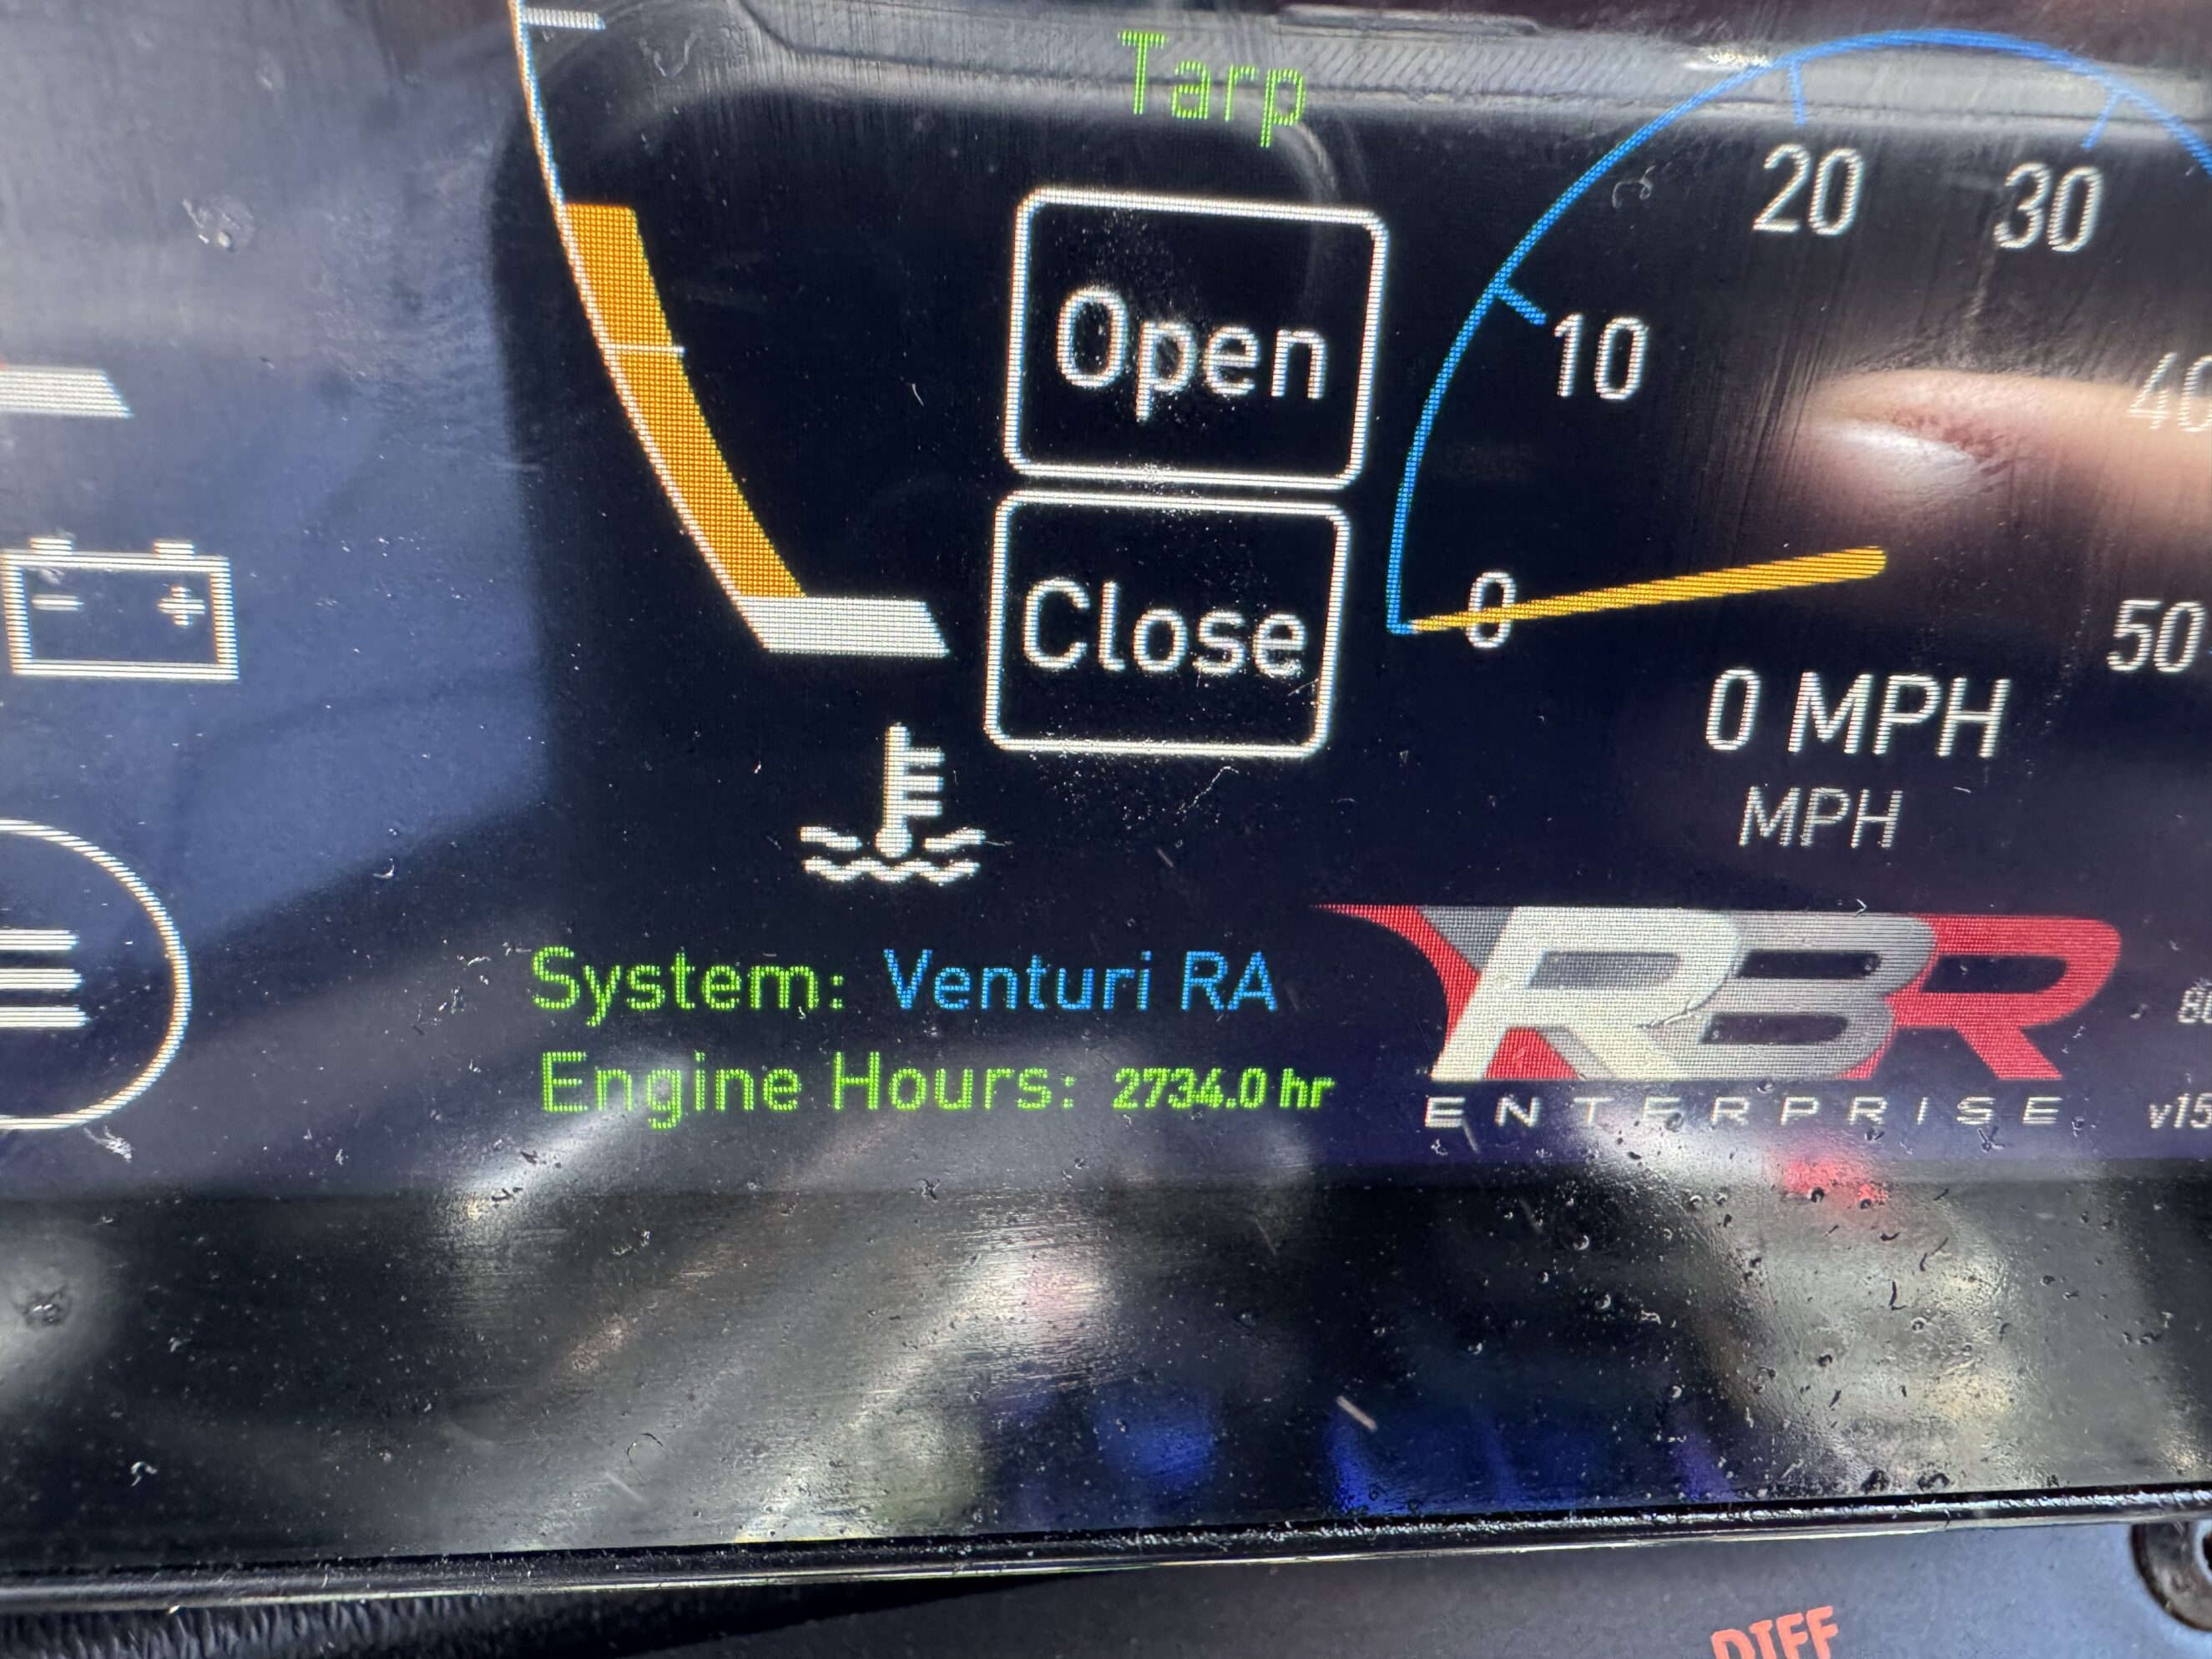 Tarp
20 30
Open
10
40
Close
0
50
0 MPH
MPH
System: Venturi RA
RBR
Engine Hours: 2734.0 hr
ENTERPRISE
DIFF